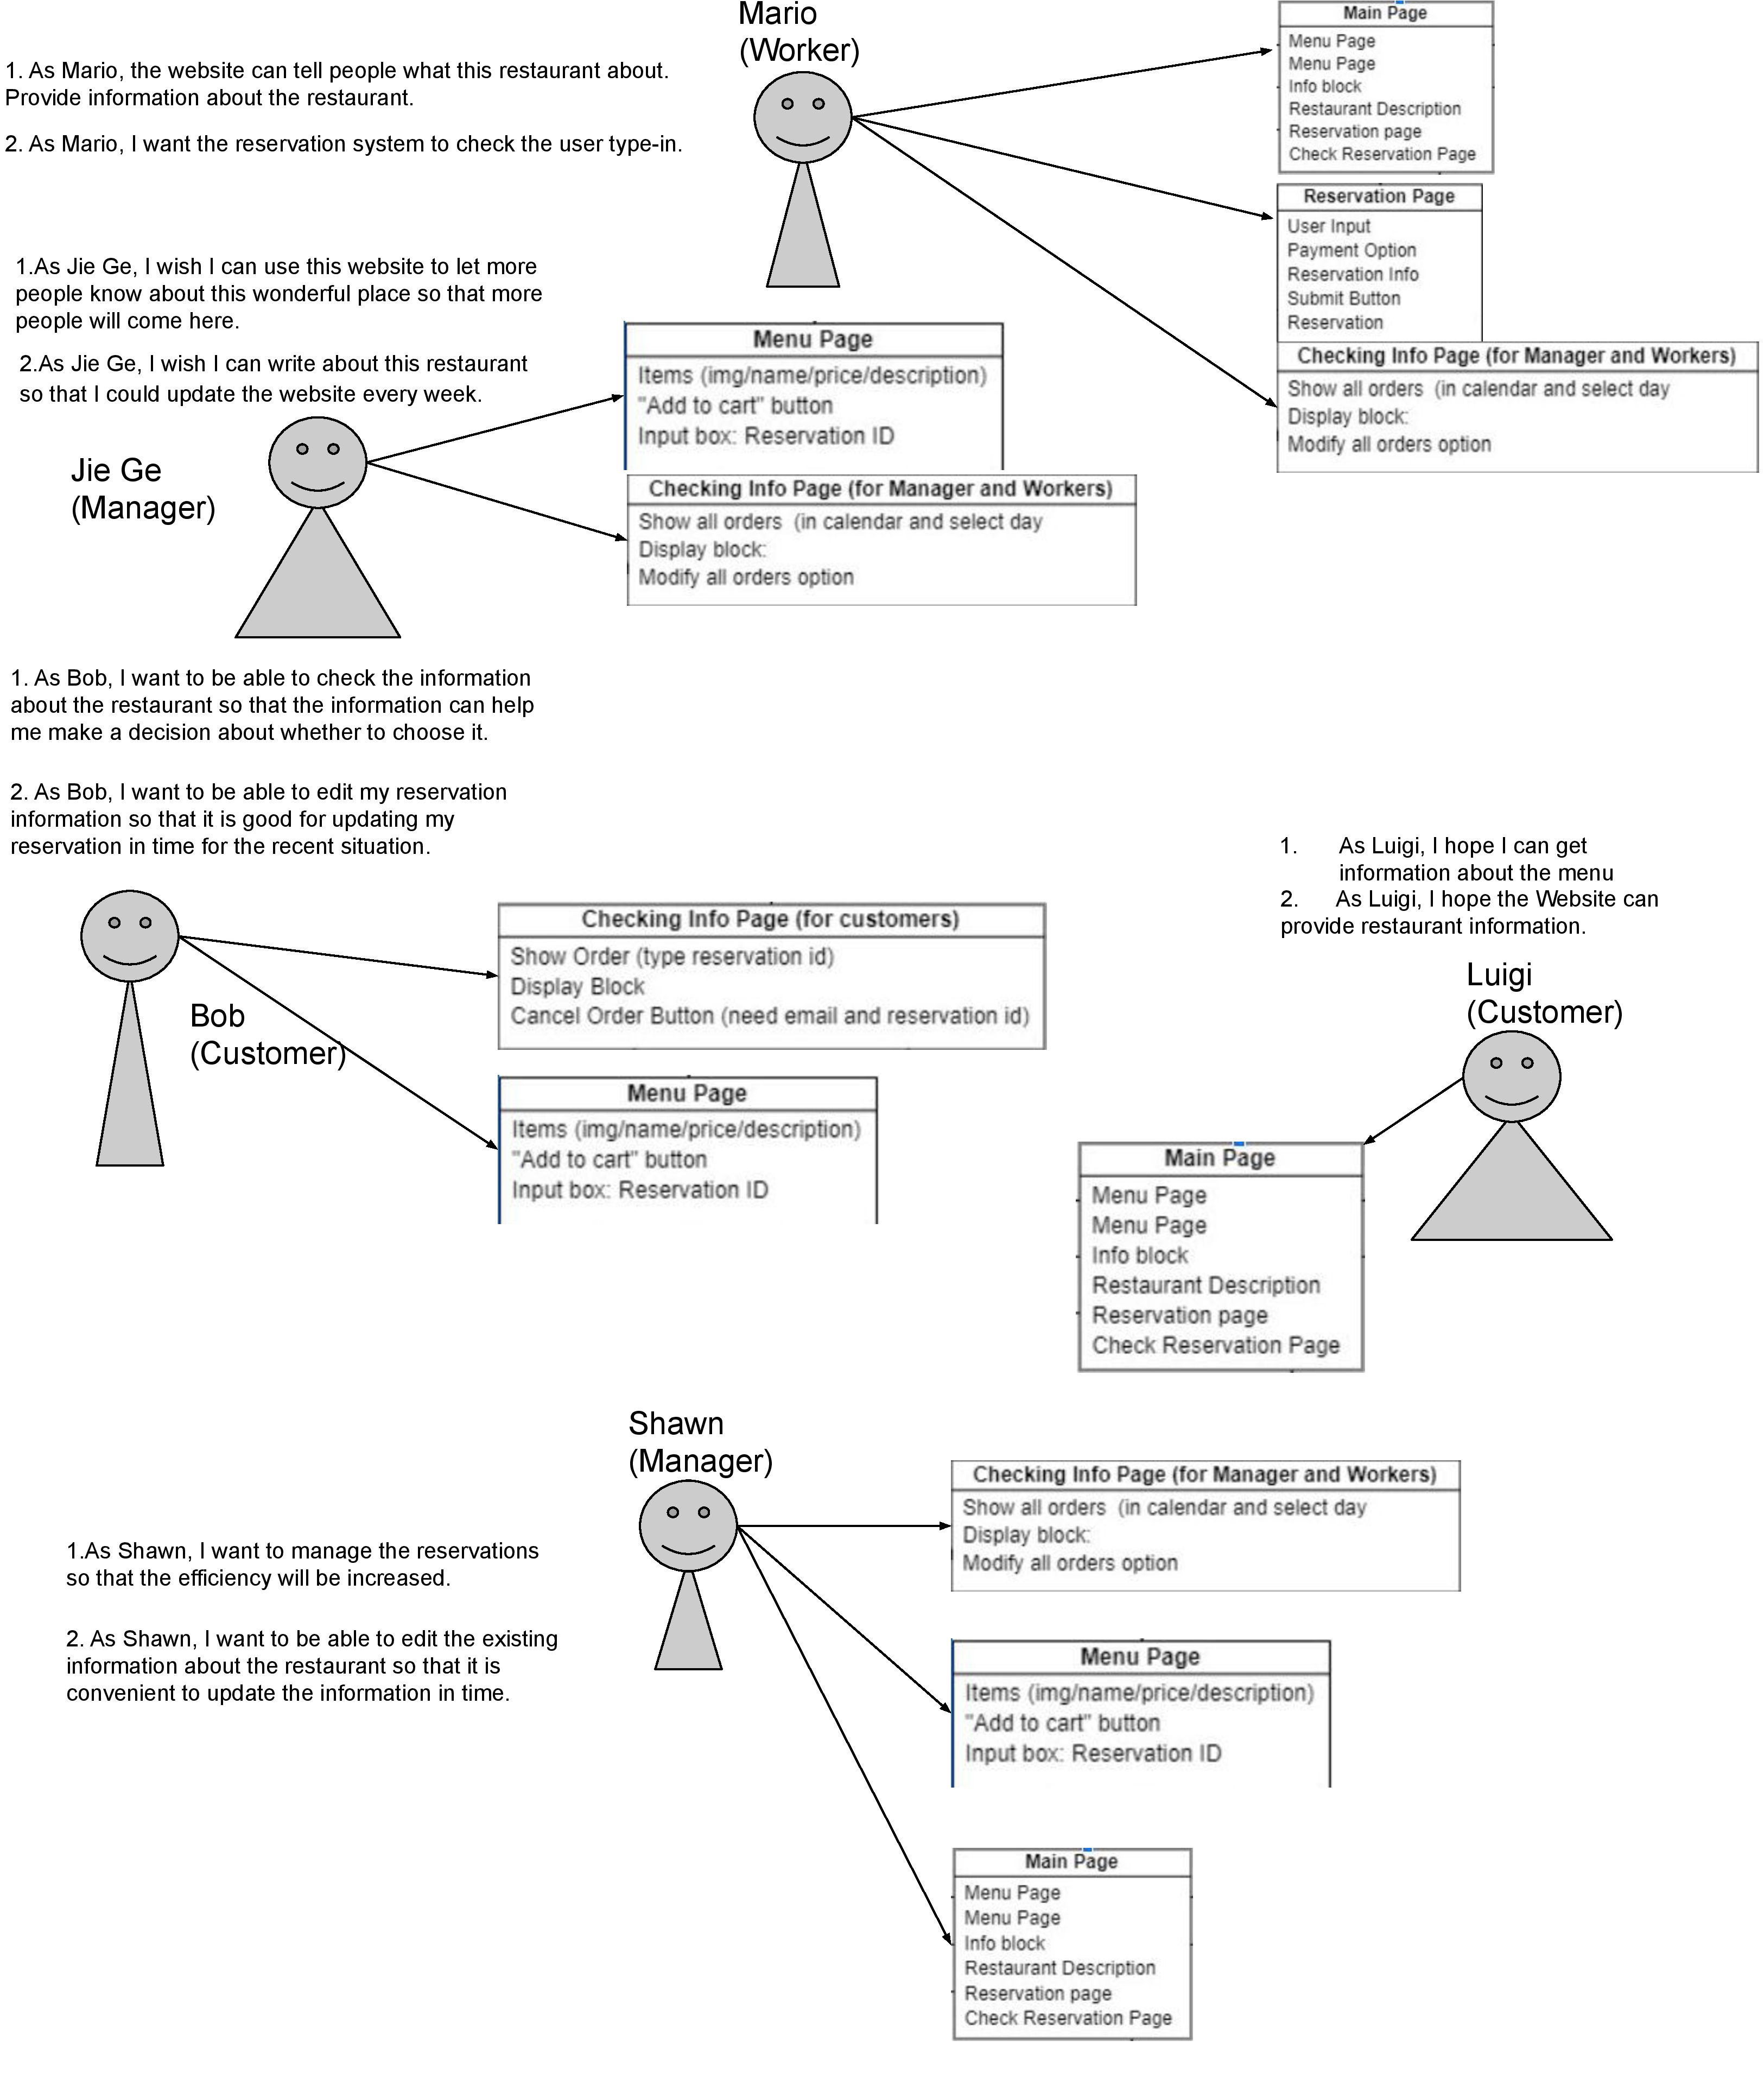 Mario
(Worker)
1. As Mario, the website can tell people what this restaurant about.
Provide information about the restaurant.
2. As Mario, I want the reservation system to check the user type-in.
Main Page
Menu Page
Menu Page
Info block
Restaurant Description
Reservation page
Check Reservation Page
Reservation Page
User Input
Payment Option
Reservation Info
Submit Button
Reservation
Checking Info Page (for Manager and Workers)
Show all orders (in calendar and select day
Display block:
Modify all orders option
1.As Jie Ge, I wish I can use this website to let more
people know about this wonderful place so that more
people will come here.
2.As Jie Ge, I wish I can write about this restaurant
so that I could update the website every week.
Jie Ge
(Manager)
Menu Page
Items (img/name/price/description)
"Add to cart" button
Input box: Reservation ID
Checking Info Page (for Manager and Workers)
Show all orders (in calendar and select day
Display block:
Modify all orders option
1. As Bob, I want to be able to check the information
about the restaurant so that the information can help
me make a decision about whether to choose it.
2. As Bob, I want to be able to edit my reservation
information so that it is good for updating my
reservation in time for the recent situation.
Bob
(Customer)
Checking Info Page (for customers)
Show Order (type reservation id)
Display Block
Cancel Order Button (need email and reservation id)
Menu Page
Items (img/name/price/description)
"Add to cart" button
Input box: Reservation ID
1. As Luigi, I hope I can get
information about the menu
2. As Luigi, I hope the Website can
provide restaurant information.
Luigi
(Customer)
Main Page
Menu Page
Menu Page
Info block
Restaurant Description
Reservation page
Check Reservation Page
Shawn
(Manager)
1.As Shawn, I want to manage the reservations
so that the efficiency will be increased.
2. As Shawn, I want to be able to edit the existing
information about the restaurant so that it is
convenient to update the information in time.
Checking Info Page (for Manager and Workers)
Show all orders (in calendar and select day
Display block:
Modify all orders option
Menu Page
Items (img/name/price/description)
"Add to cart" button
Input box: Reservation ID
Main Page
Menu Page
Menu Page
Info block
Restaurant Description
Reservation page
Check Reservation Page